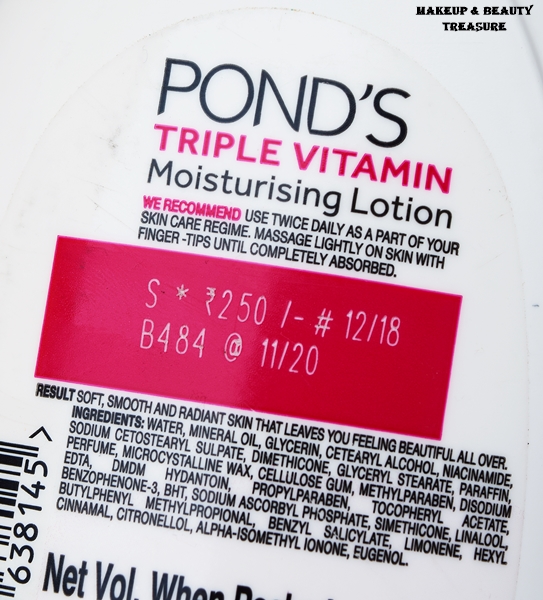 MAKEUP & BEAUTY
TREASURE
POND'S
TRIPLE VITAMIN
Moisturising Lotion
WE RECOMMEND USE TWICE DAILY AS A PART OF YOUR
SKIN CARE REGIME. MASSAGE LIGHTLY ON SKIN WITH
FINGER -TIPS UNTIL COMPLETELY ABSORBED.
S * ₹250 /- # 12/18
B484 @ 11/20
RESULT SOFT, SMOOTH AND RADIANT SKIN THAT LEAVES YOU FEELING BEAUTIFUL ALL OVER.
INGREDIENTS: WATER, MINERAL OIL, GLYCERIN, CETEARYL ALCOHOL, NIACINAMIDE,
SODIUM CETOSTEARYL SULPATE, DIMETHICONE, GLYCERYL STEARATE, PARAFFIN,
PERFUME, MICROCRYSTALLINE WAX, CELLULOSE GUM, METHYLPARABEN, DISODIUM
EDTA, DMDM HYDANTOIN, PROPYLPARABEN, TOCOPHERYL ACETATE,
BENZOPHENONE-3, BHT, SODIUM ASCORBYL PHOSPHATE, SIMETHICONE, LINALOOL,
BUTYLPHENYL METHYLPROPIONAL, BENZYL SALICYLATE, LIMONENE, HEXYL
CINNAMAL, CITRONELLOL, ALPHA-ISOMETHYL IONONE, EUGENOL.
638145 >
Net Vol. When